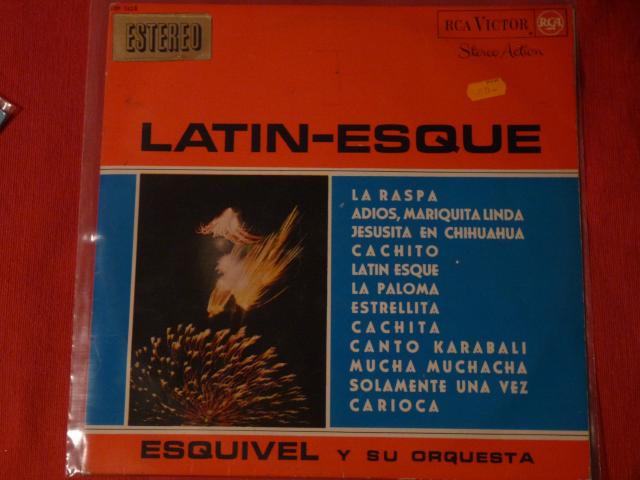 ESTEREO
RCA VICTOR
RCA
Stereo Action
LATIN-ESQUE
LA RASPA
ADIOS, MARIQUITA LINDA
JESUSITA EN CHIHUAHUA
CACHITO
LATIN ESQUE
LA PALOMA
ESTRELLITA
CACHITA
CANTO KARABALI
MUCHA MUCHACHA
SOLAMENTE UNA VEZ
CARIOCA
ESQUIVEL Y SU ORQUESTA